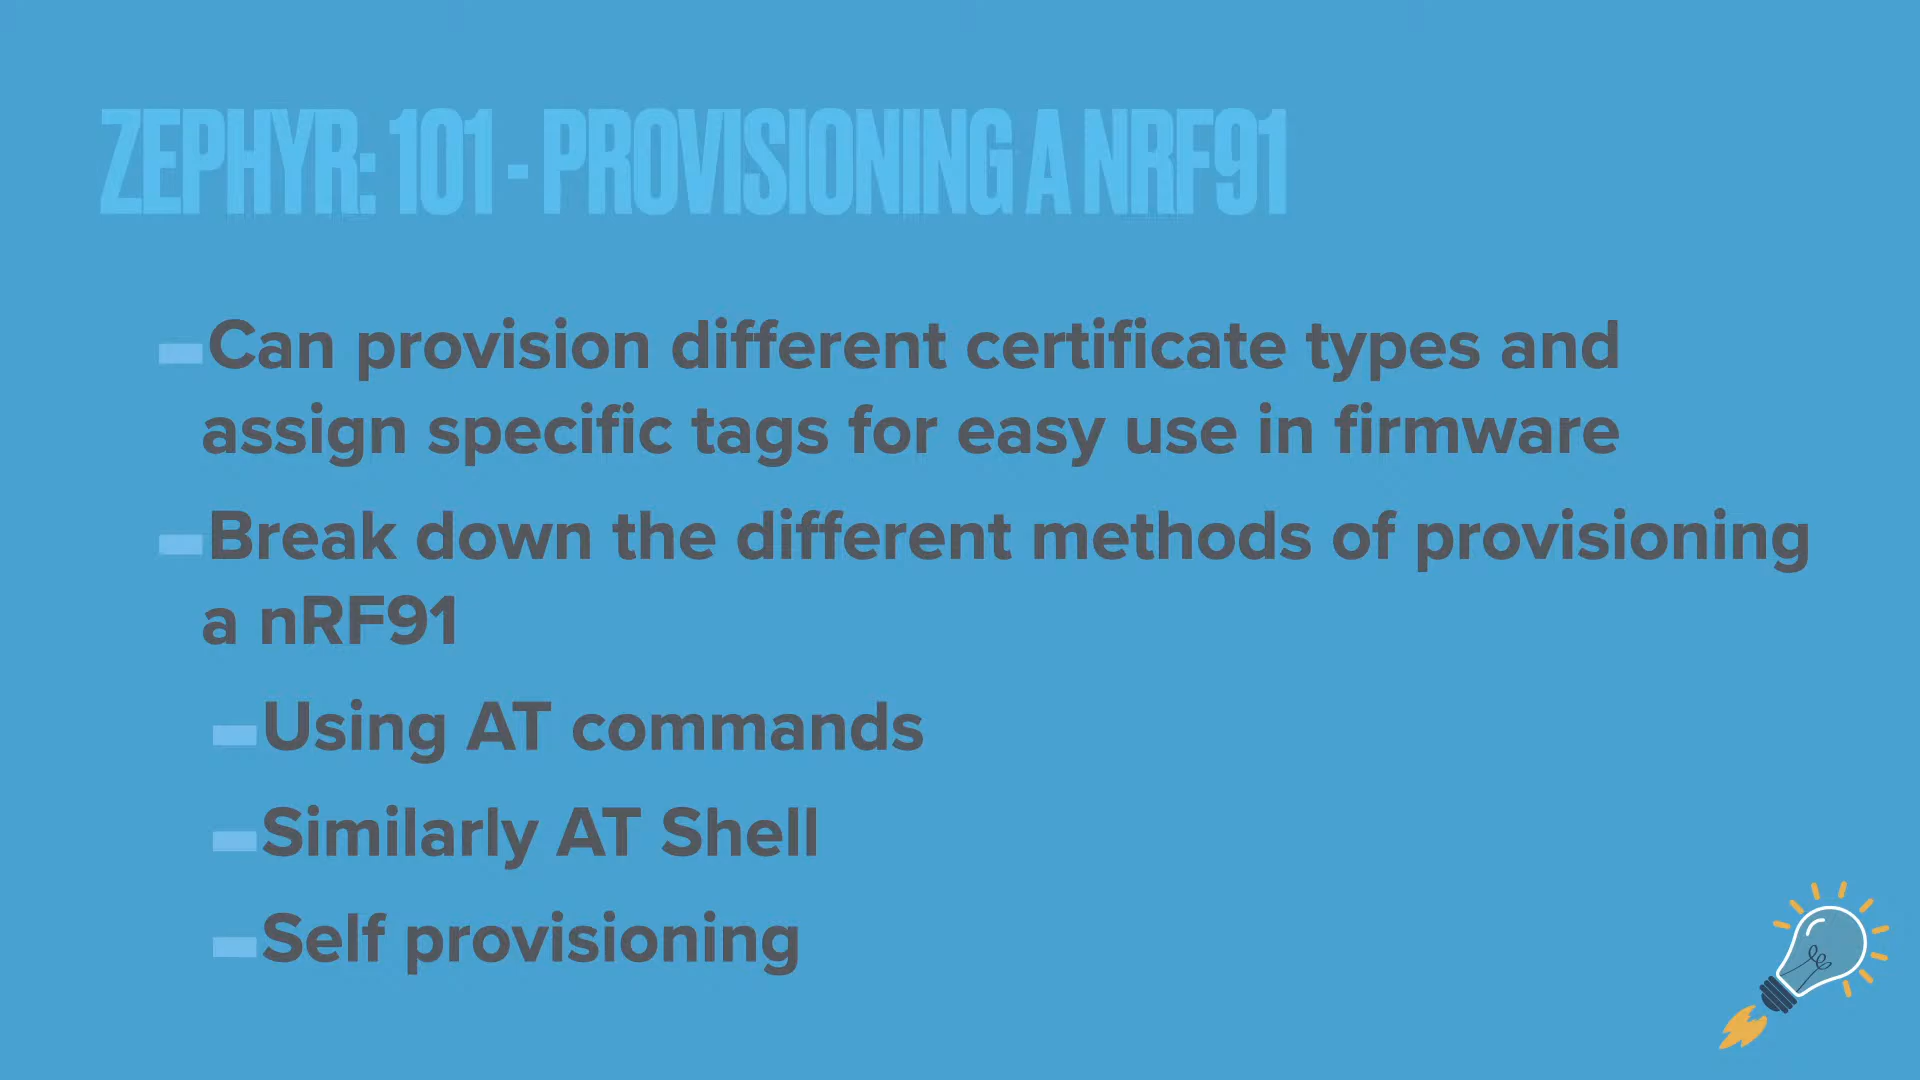 ZEPHYR: 101 - PROVISIONING A NRF91
Can provision different certificate types and
assign specific tags for easy use in firmware
Break down the different methods of provisioning
a nRF91
Using AT commands
Similarly AT Shell
Self provisioning